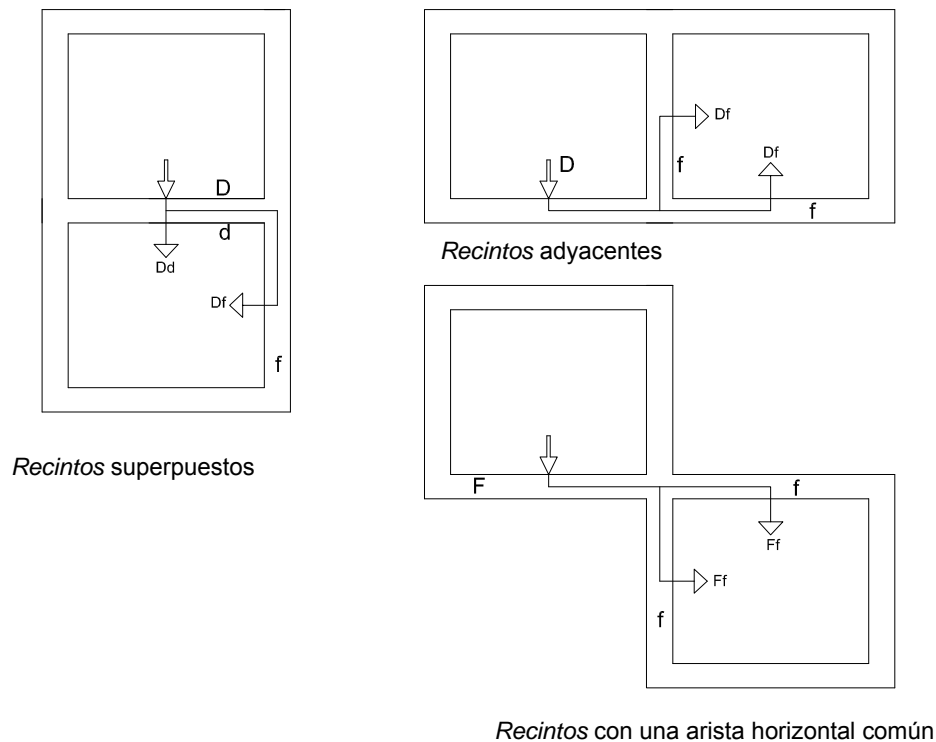 D
d
Dd
Df
f
Recintos superpuestos
D
Df
f
Df
f
Recintos adyacentes
F
f
Ff
Ff
f
Recintos con una arista horizontal común